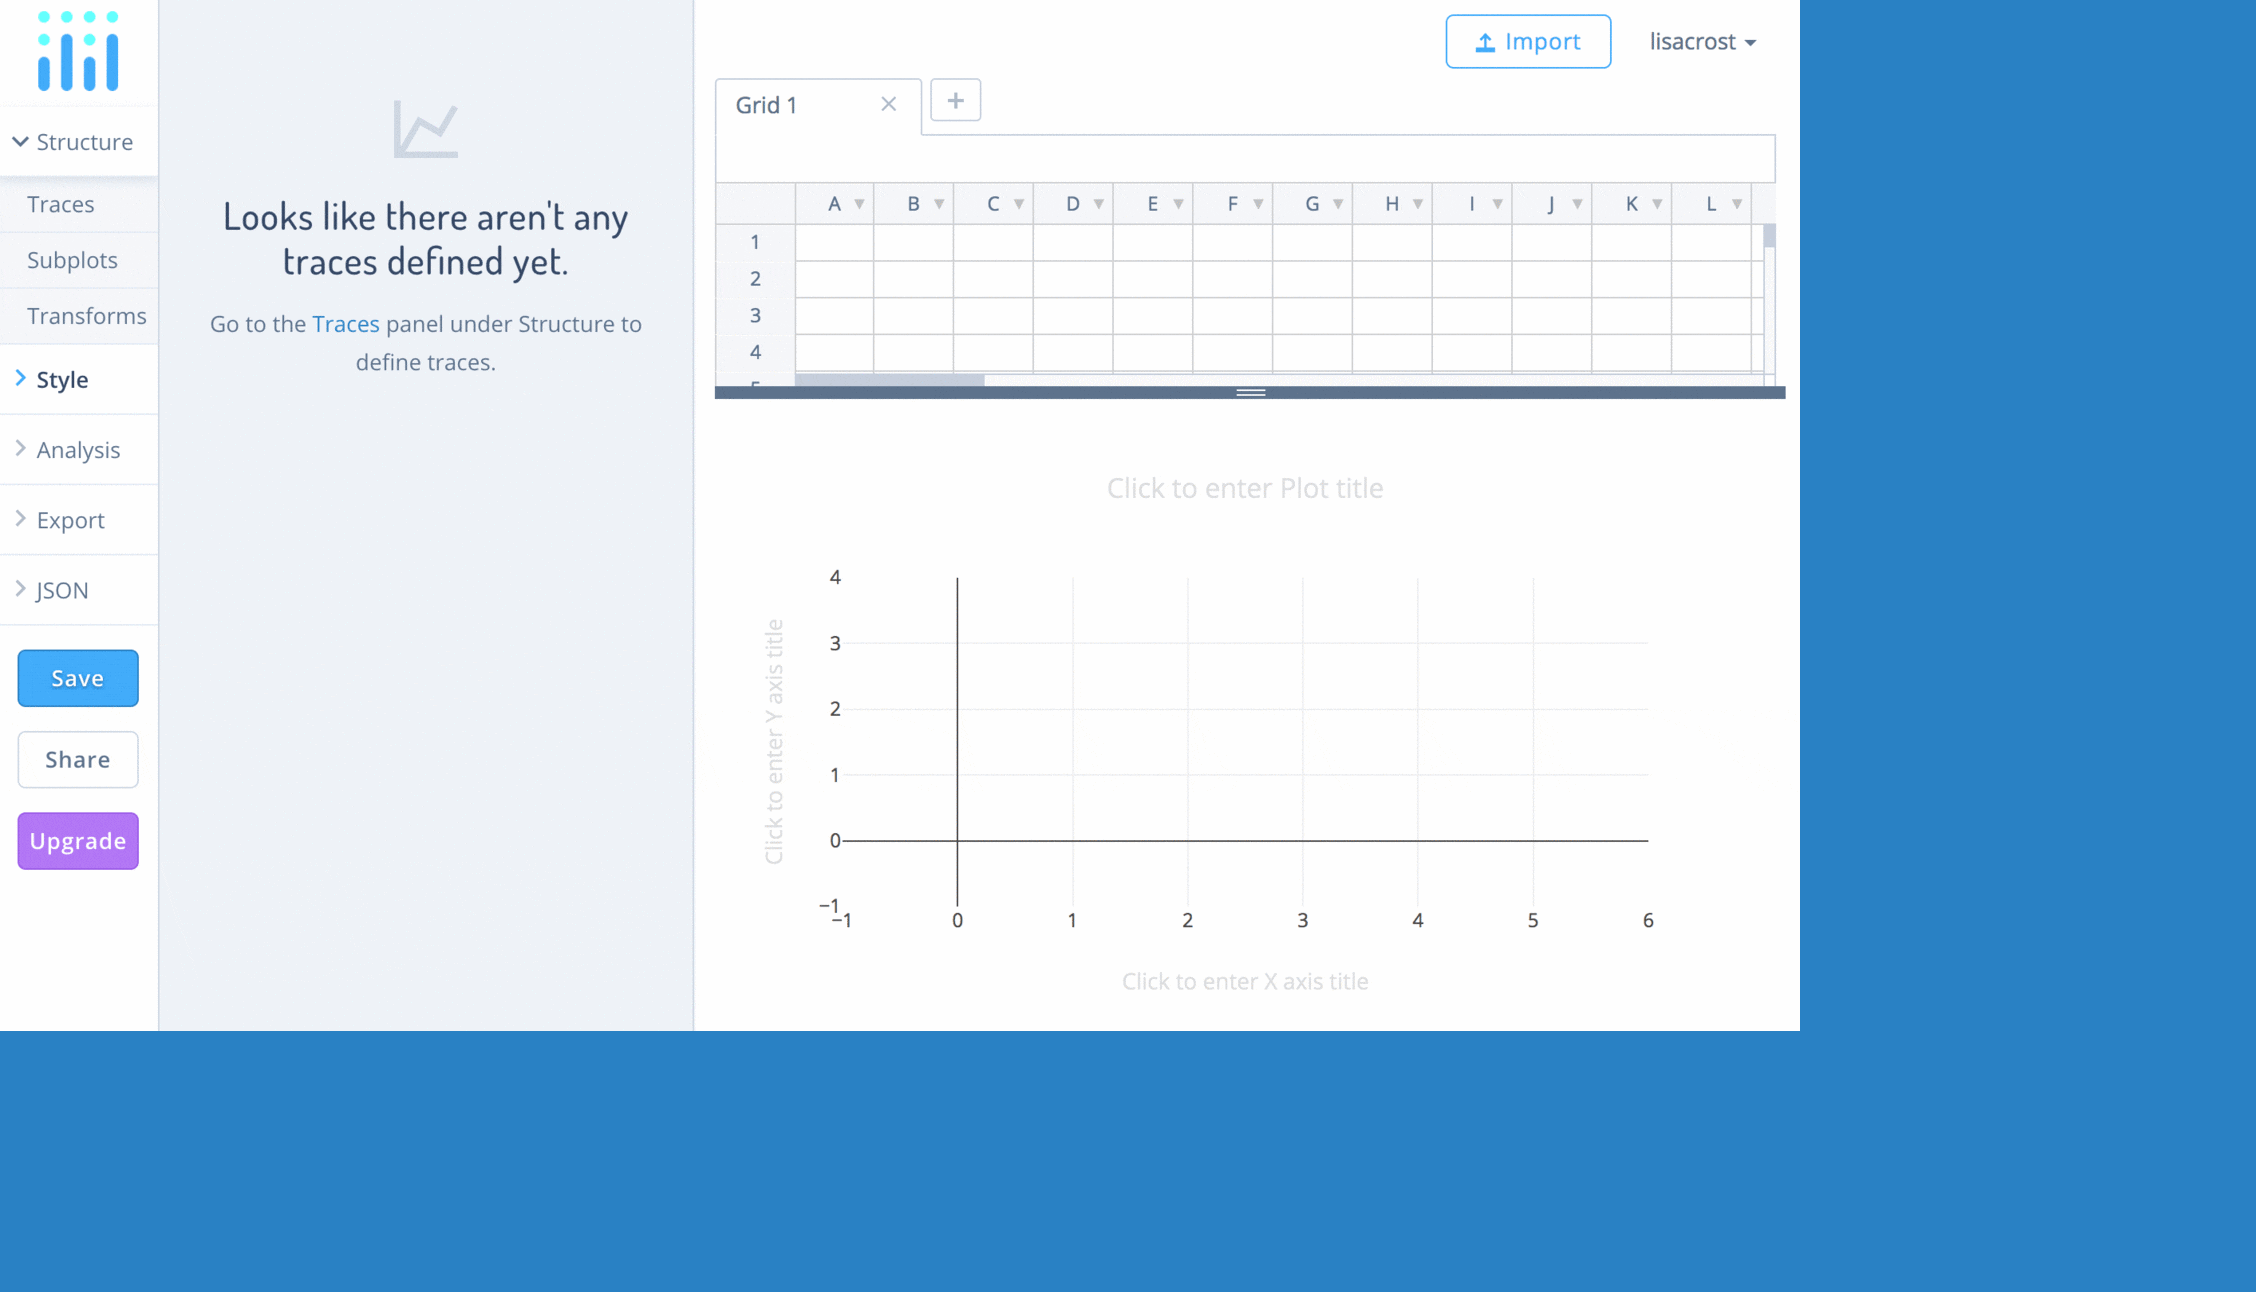 Import
lisacrost
Grid 1
Structure
Traces
Subplots
Transforms
Style
Analysis
Export
JSON
Save
Share
Upgrade
Looks like there aren't any
traces defined yet.
Go to the Traces panel under Structure to
define traces.
A B C D E F G H I J K L
1
2
3
4
5
Click to enter Plot title
Click to enter Y axis title
4
3
2
1
0
−1
−1 0 1 2 3 4 5 6
Click to enter X axis title